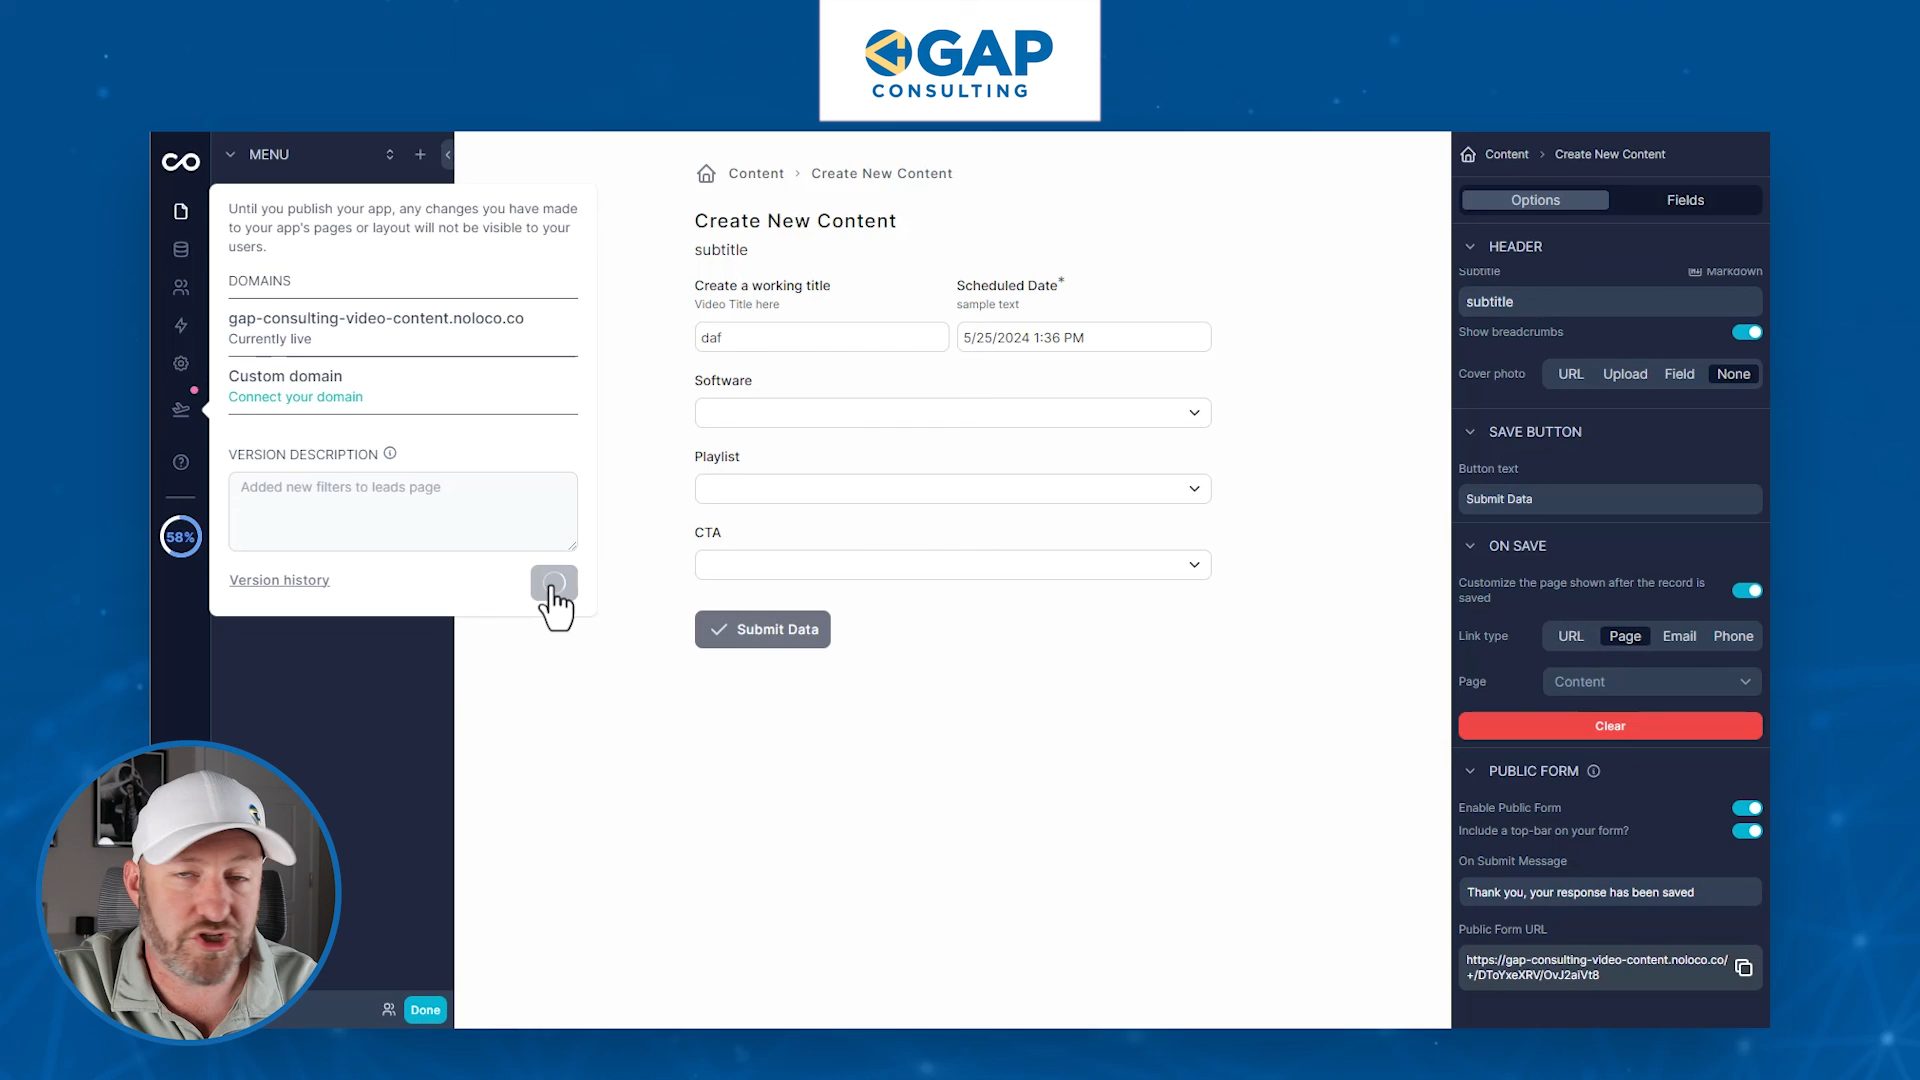 GAP
CONSULTING
MENU
Until you publish your app, any changes you have made
to your app's pages or layout will not be visible to your
users.
DOMAINS
gap-consulting-video-content.noloco.co
Currently live
Custom domain
Connect your domain
VERSION DESCRIPTION
Added new filters to leads page
Version history
58%
Done
Content > Create New Content
Create New Content
subtitle
Create a working title
Video Title here
daf
Scheduled Date*
sample text
5/25/2024 1:36 PM
Software
Playlist
CTA
Submit Data
Content > Create New Content
Options
Fields
HEADER
Subtitle
Markdown
subtitle
Show breadcrumbs
Cover photo
URL
Upload
Field
None
SAVE BUTTON
Button text
Submit Data
ON SAVE
Customize the page shown after the record is
saved
Link type
URL
Page
Email
Phone
Page
Content
Clear
PUBLIC FORM
Enable Public Form
Include a top-bar on your form?
On Submit Message
Thank you, your response has been saved
Public Form URL
https://gap-consulting-video-content.noloco.co/
+/DToYxeXRV/OvJ2aiVt8